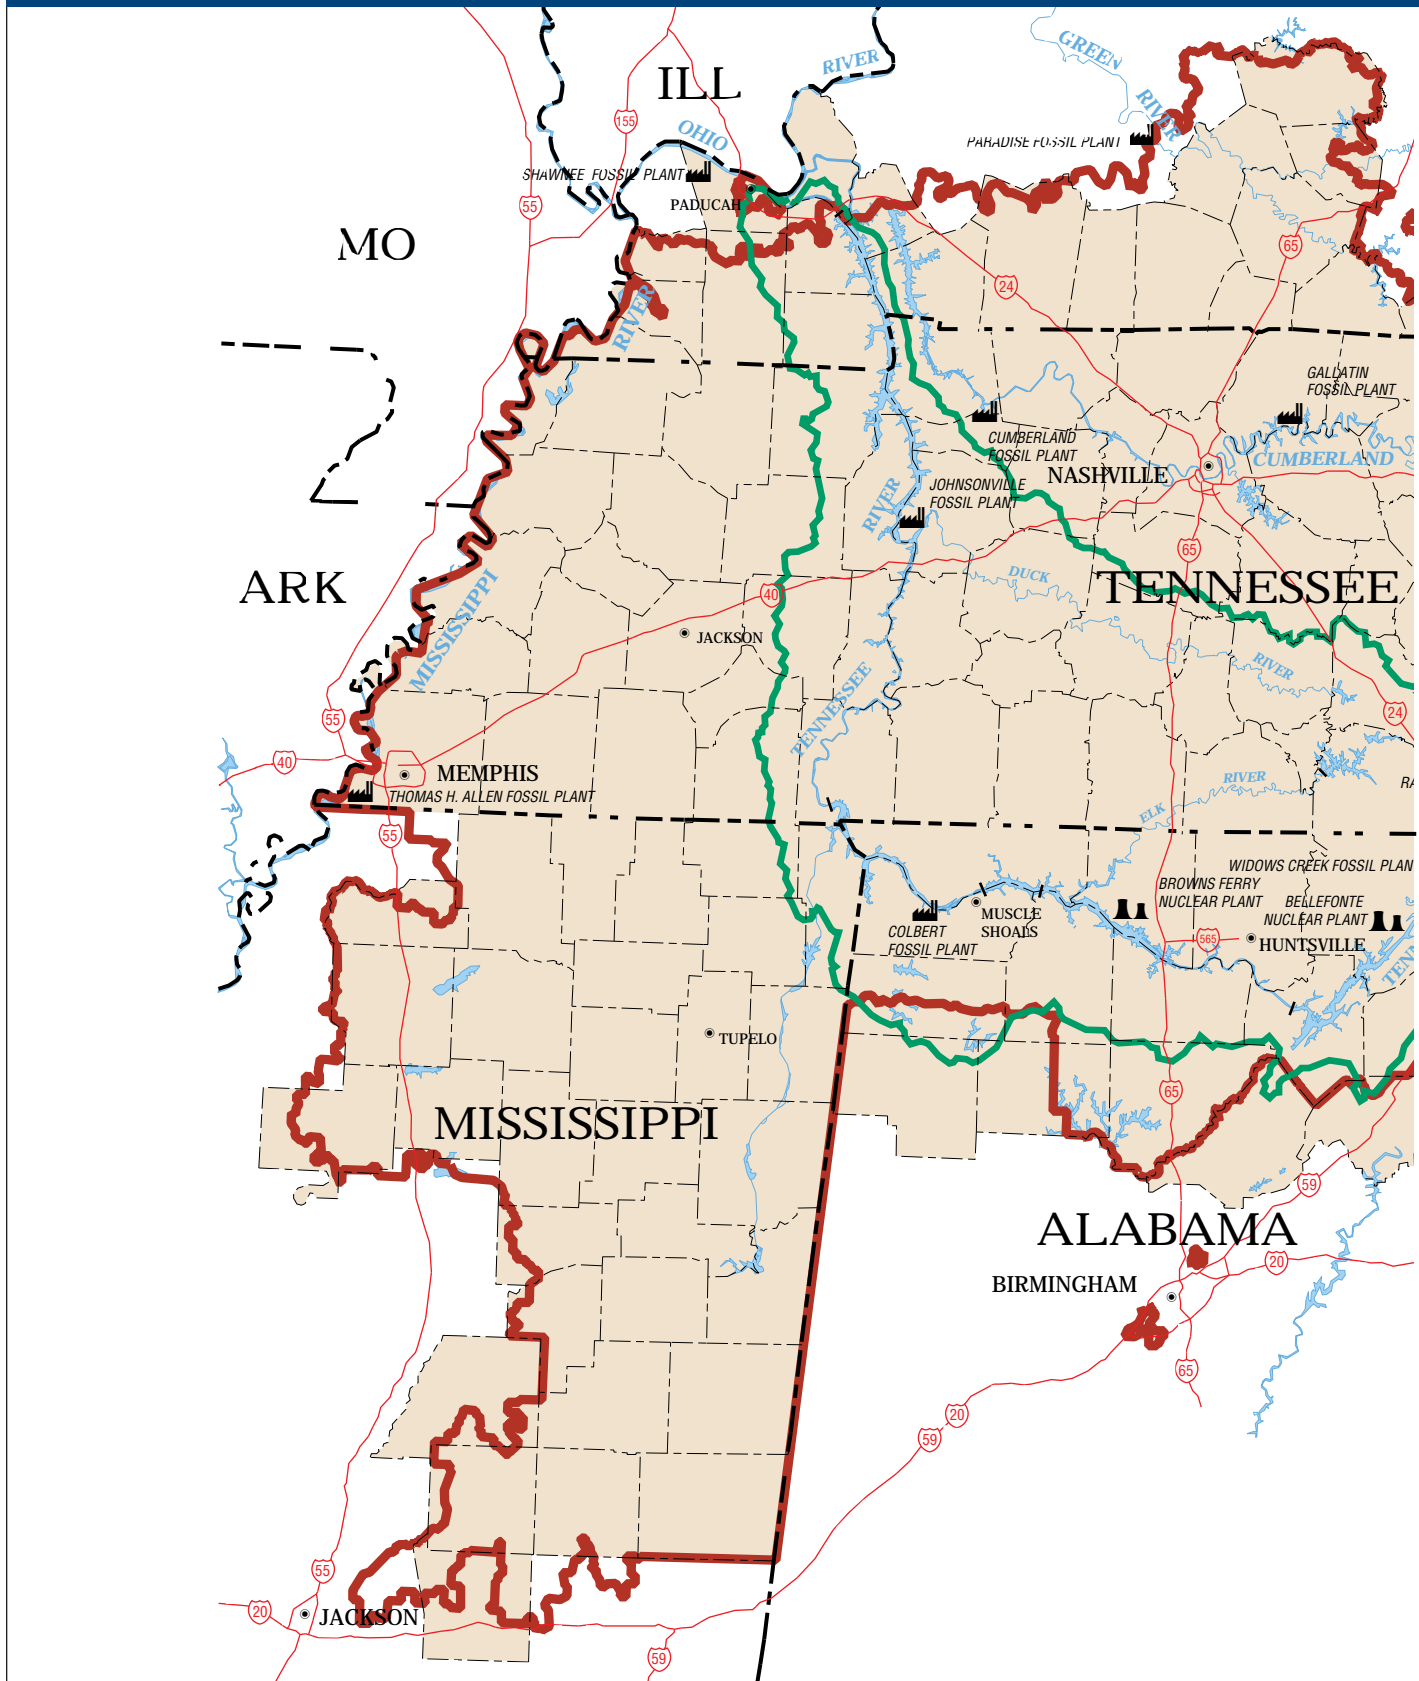 ILL
RIVER
GREEN
RIVER
155
OHIO
PARADISE FOSSIL PLANT
SHAWNEE FOSSIL PLANT
PADUCAH
55
MO
65
24
RIVER
GALLATIN
FOSSIL PLANT
CUMBERLAND
FOSSIL PLANT
CUMBERLAND
NASHVILLE
JOHNSONVILLE
FOSSIL PLANT
RIVER
65
DUCK
TENNESSEE
ARK
MISSISSIPPI
40
JACKSON
RIVER
TENNESSEE
55
24
40
MEMPHIS
THOMAS H. ALLEN FOSSIL PLANT
RIVER
RA
ELK
55
WIDOWS CREEK FOSSIL PLAN
BROWNS FERRY
NUCLEAR PLANT
BELLEFONTE
NUCLEAR PLANT
MUSCLE
SHOALS
COLBERT
FOSSIL PLANT
565
HUNTSVILLE
TENN
TUPELO
65
MISSISSIPPI
59
ALABAMA
20
BIRMINGHAM
65
20
59
55
20
JACKSON
59